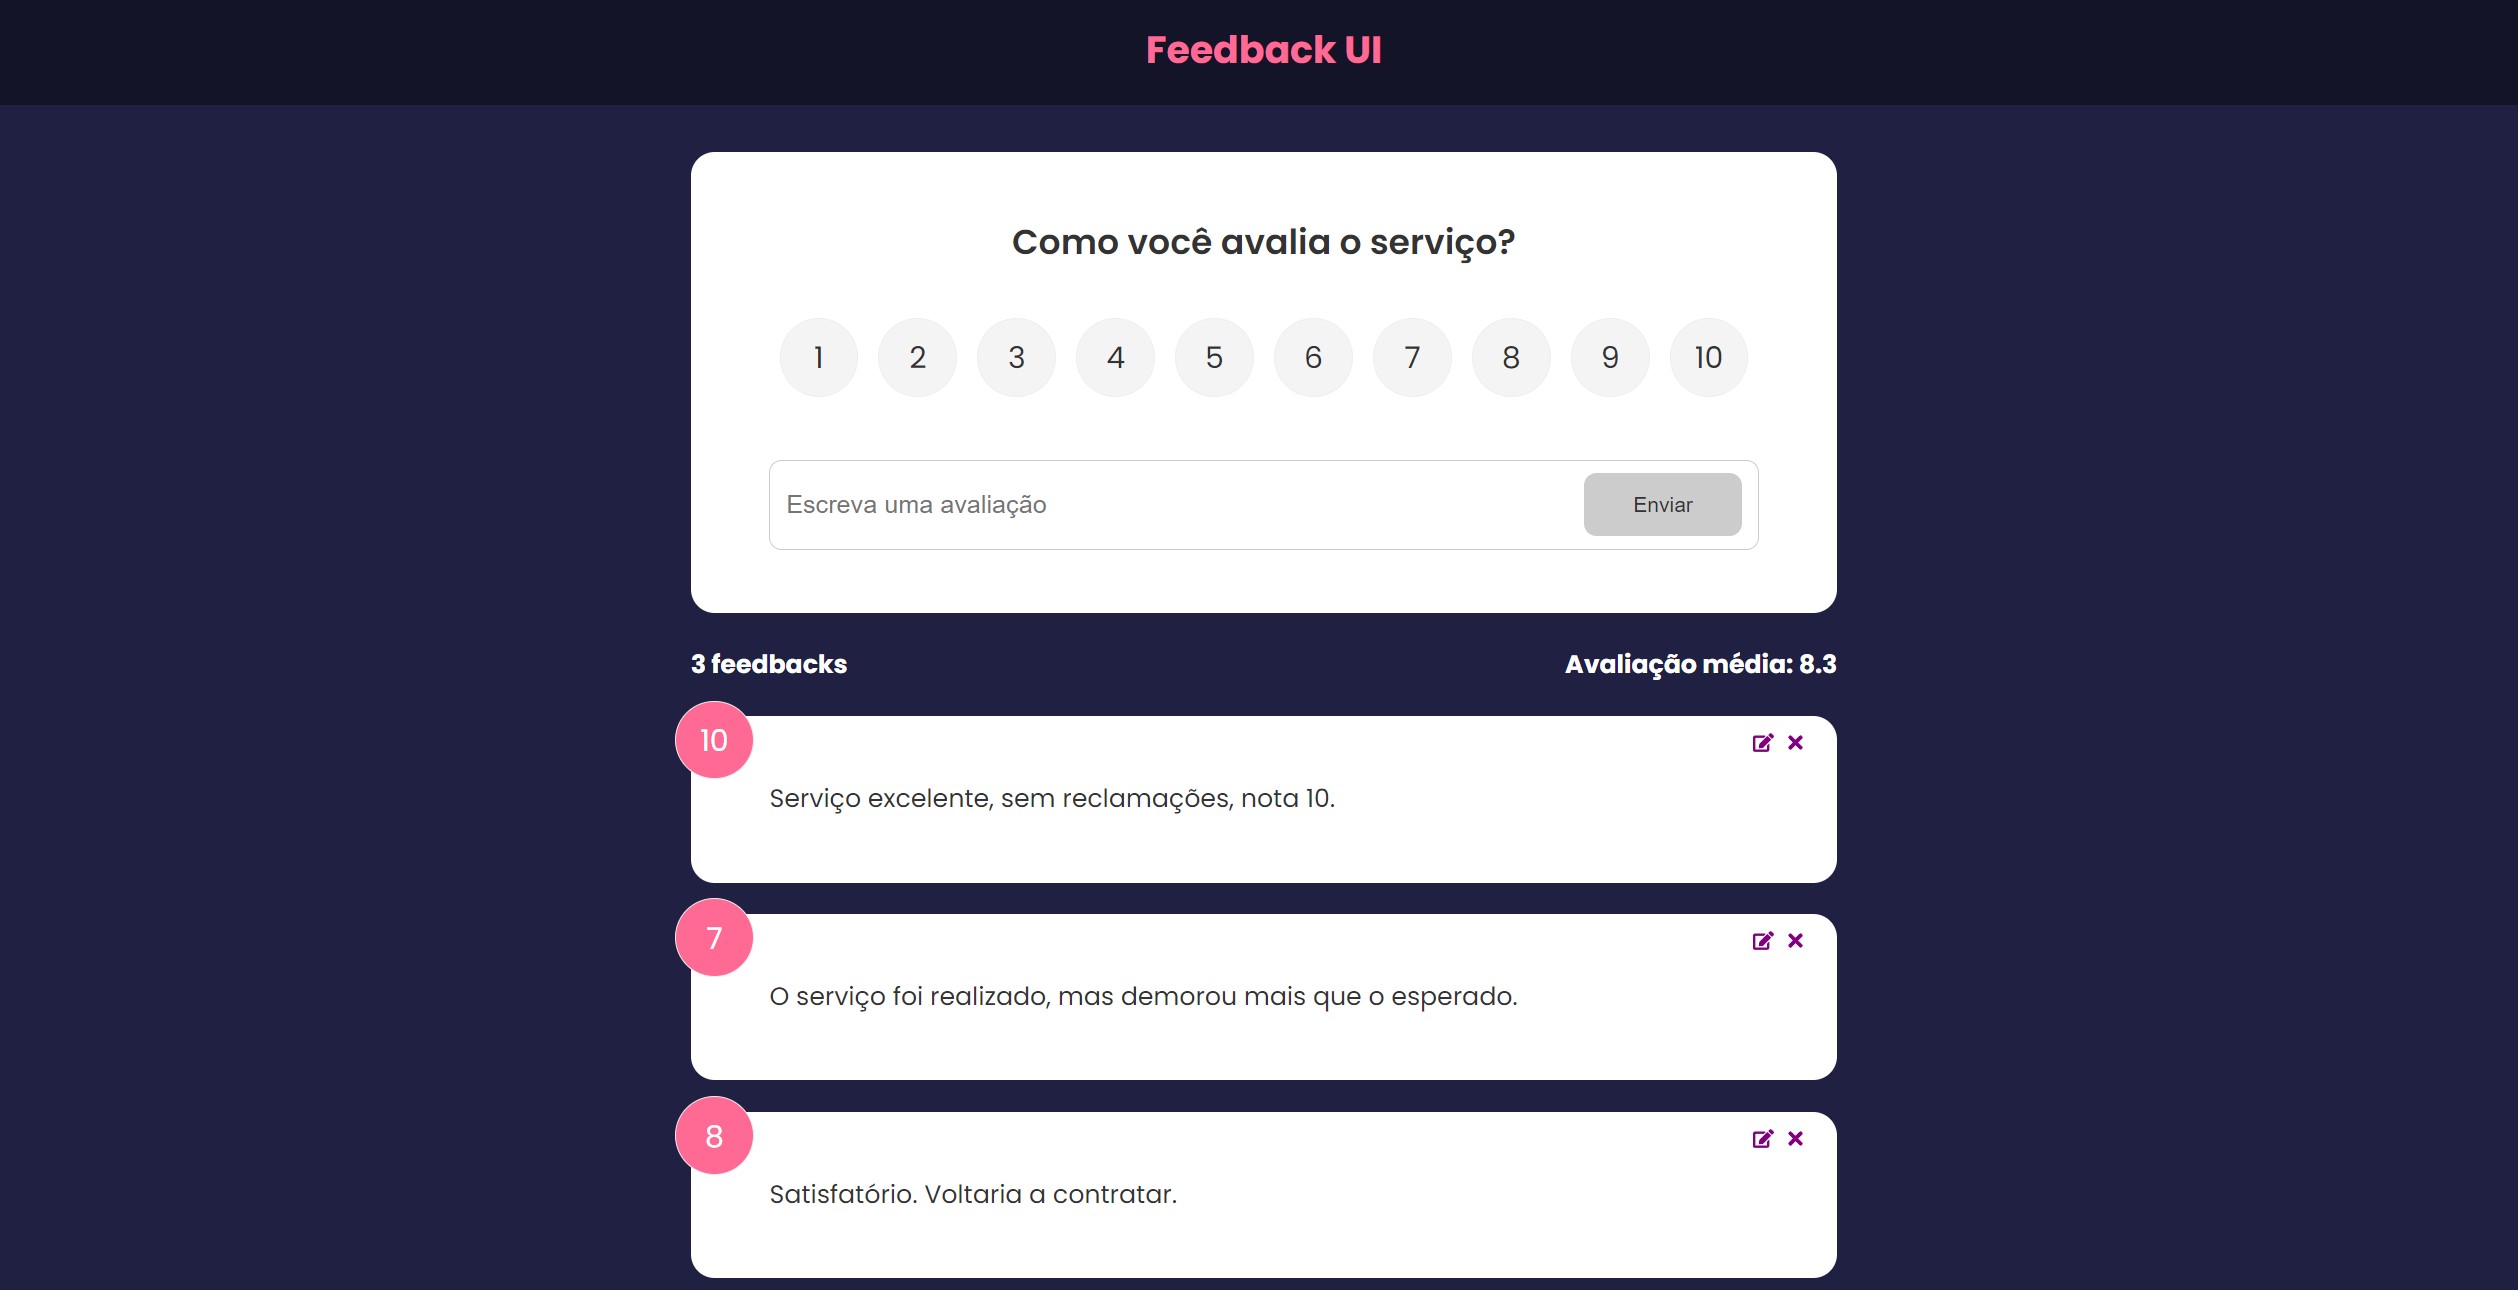 Feedback UI
Como você avalia o serviço?
1 2 3 4 5 6 7 8 9 10
Escreva uma avaliação
Enviar
3 feedbacks
Avaliação média: 8.3
10
Serviço excelente, sem reclamações, nota 10.
7
O serviço foi realizado, mas demorou mais que o esperado.
8
Satisfatório. Voltaria a contratar.